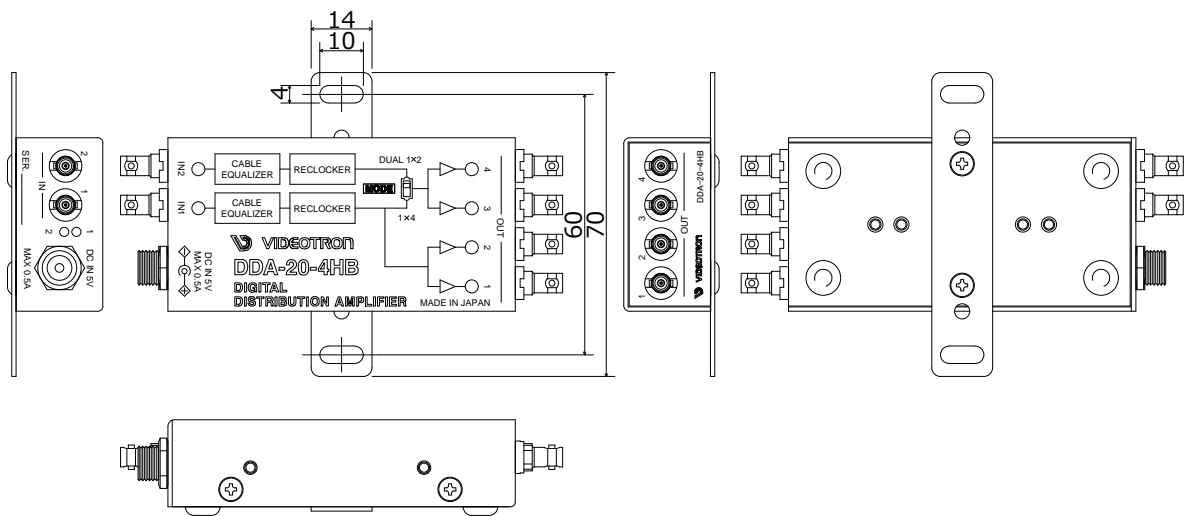 14
10
4
60
70
SER.
IN
2
1
2 1
DC IN 5V
MAX 0.5A
IN2
CABLE
EQUALIZER
RECLOCKER
DUAL 1×2
MODE
IN1
CABLE
EQUALIZER
RECLOCKER
1×4
4
3
2
1
OUT
VIDEOTRON
DDA-20-4HB
DIGITAL
DISTRIBUTION AMPLIFIER
MADE IN JAPAN
DC IN 5V
MAX 0.5A
4
3
2
1
OUT
DDA-20-4HB
VIDEOTRON